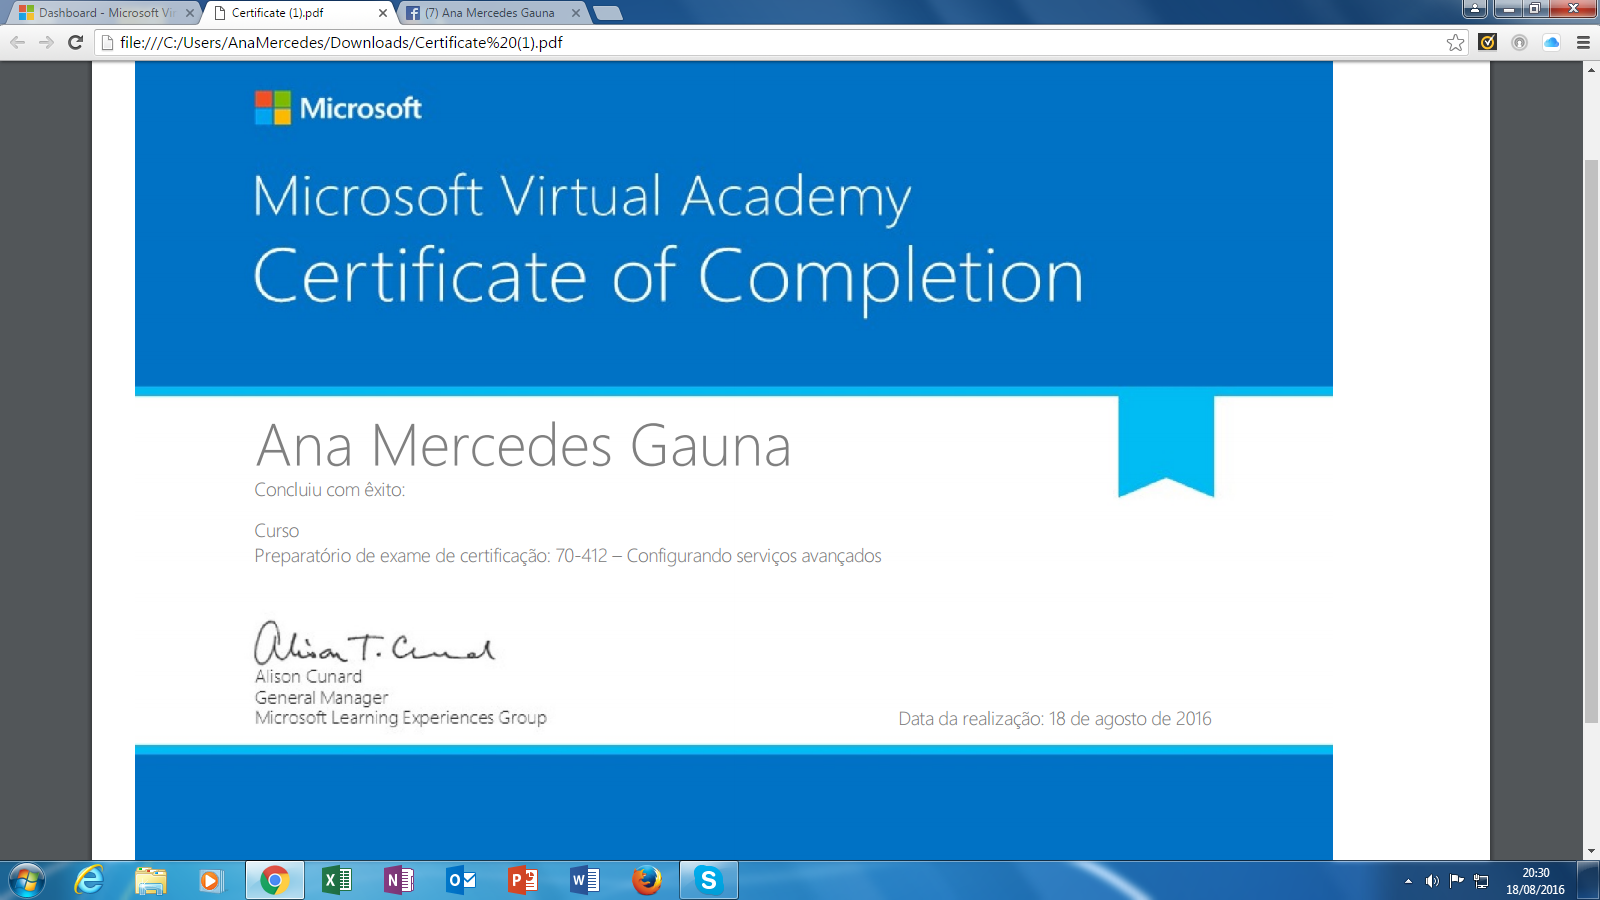 Dashboard - Microsoft Vir
Certificate (1).pdf
(7) Ana Mercedes Gauna
file:///C:/Users/AnaMercedes/Downloads/Certificate%20(1).pdf
Microsoft
Microsoft Virtual Academy
Certificate of Completion
Ana Mercedes Gauna
Concluiu com êxito:
Curso
Preparatório de exame de certificação: 70-412 – Configurando serviços avançados
Alison T. Cunard
Alison Cunard
General Manager
Microsoft Learning Experiences Group
Data da realização: 18 de agosto de 2016
20:30
18/08/2016